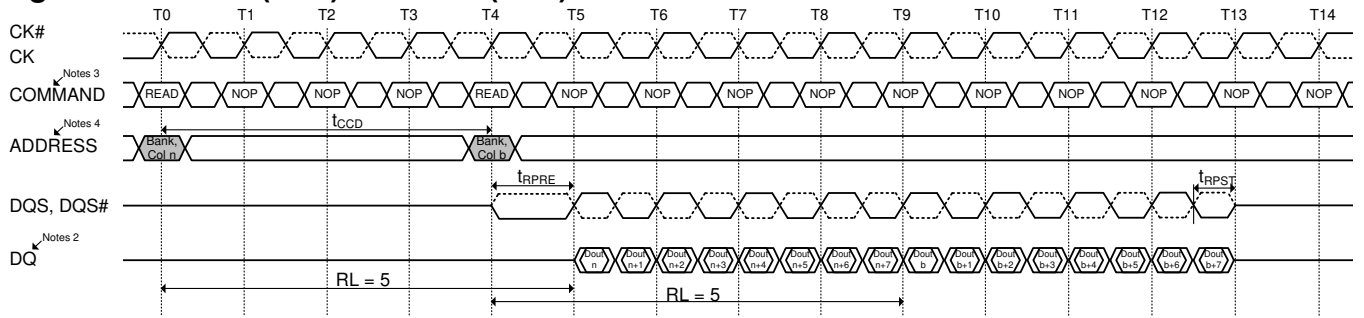 T0 T1 T2 T3 T4 T5 T6 T7 T8 T9 T10 T11 T12 T13 T14
CK#
CK
Notes 3
COMMAND READ NOP NOP NOP READ NOP NOP NOP NOP NOP NOP NOP NOP NOP NOP
tCCD
Notes 4
ADDRESS Bank, Col n Bank, Col b
tRPRE tRPST
DQS, DQS#
Notes 2
DQ Dout n Dout n+1 Dout n+2 Dout n+3 Dout n+4 Dout n+5 Dout n+6 Dout n+7 Dout b Dout b+1 Dout b+2 Dout b+3 Dout b+4 Dout b+5 Dout b+6 Dout b+7
RL = 5
RL = 5